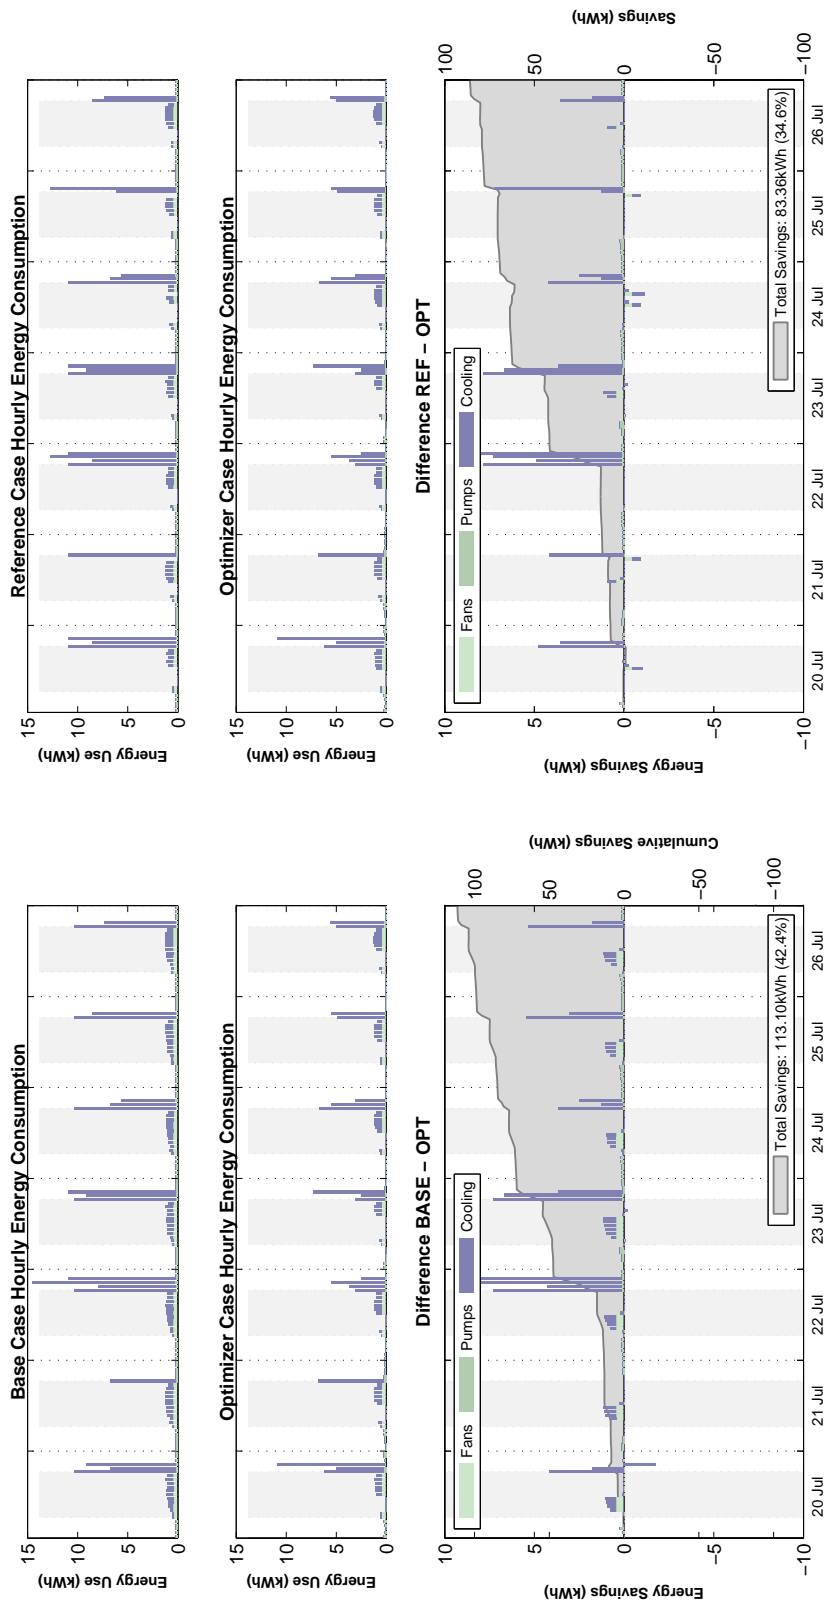 Base Case Hourly Energy Consumption
15
10
5
0
Energy Use (kWh)
Optimizer Case Hourly Energy Consumption
15
10
5
0
Energy Use (kWh)
Difference BASE − OPT
Fans Pumps Cooling
10
5
0
−5
−10
Energy Savings (kWh)
100
50
0
−50
−100
Cumulative Savings (kWh)
Total Savings: 113.10kWh (42.4%)
20 Jul 21 Jul 22 Jul 23 Jul 24 Jul 25 Jul 26 Jul
Reference Case Hourly Energy Consumption
15
10
5
0
Energy Use (kWh)
Optimizer Case Hourly Energy Consumption
15
10
5
0
Energy Use (kWh)
Difference REF − OPT
Fans Pumps Cooling
10
5
0
−5
−10
Energy Savings (kWh)
100
50
0
−50
−100
Savings (kWh)
Total Savings: 83.36kWh (34.6%)
20 Jul 21 Jul 22 Jul 23 Jul 24 Jul 25 Jul 26 Jul